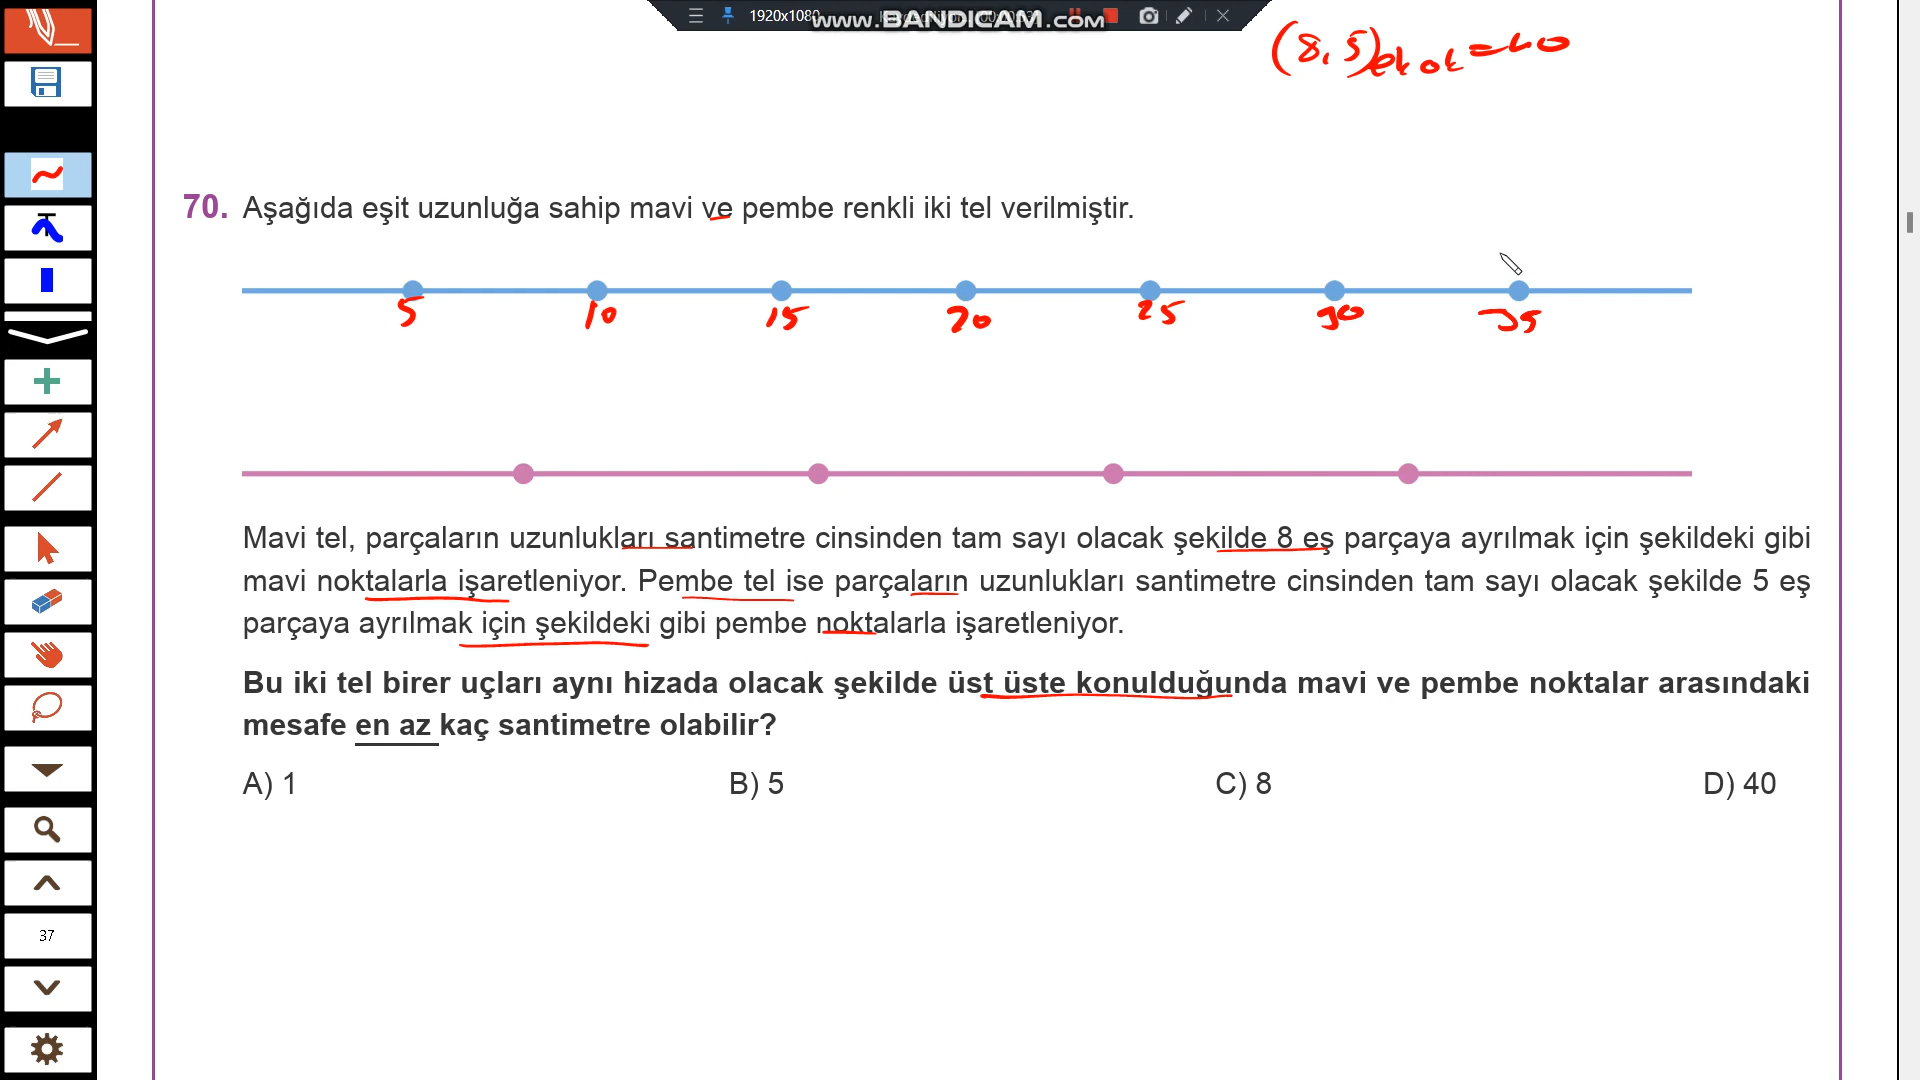 1920x1080
www.BANDICAM.com
(8, 5)ekok = 40
70. Aşağıda eşit uzunluğa sahip mavi ve pembe renkli iki tel verilmiştir.
5 10 15 20 25 30 35
Mavi tel, parçaların uzunlukları santimetre cinsinden tam sayı olacak şekilde 8 eş parçaya ayrılmak için şekildeki gibi
mavi noktalarla işaretleniyor. Pembe tel ise parçaların uzunlukları santimetre cinsinden tam sayı olacak şekilde 5 eş
parçaya ayrılmak için şekildeki gibi pembe noktalarla işaretleniyor.
Bu iki tel birer uçları aynı hizada olacak şekilde üst üste konulduğunda mavi ve pembe noktalar arasındaki
mesafe en az kaç santimetre olabilir?
A) 1 B) 5 C) 8 D) 40
37